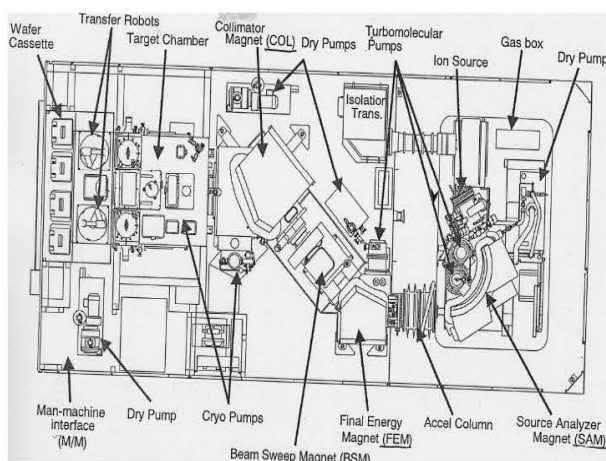 Wafer
Cassette
Transfer Robots
Target Chamber
Collimator
Magnet (COL)
Dry Pumps
Turbomolecular
Pumps
Ion Source
Gas box
Dry Pump
Isolation
Trans.
Man-machine
interface
(M/M)
Dry Pump
Cryo Pumps
Beam Sweep Magnet (BSM)
Final Energy
Magnet (FEM)
Accel Column
Source Analyzer
Magnet (SAM)